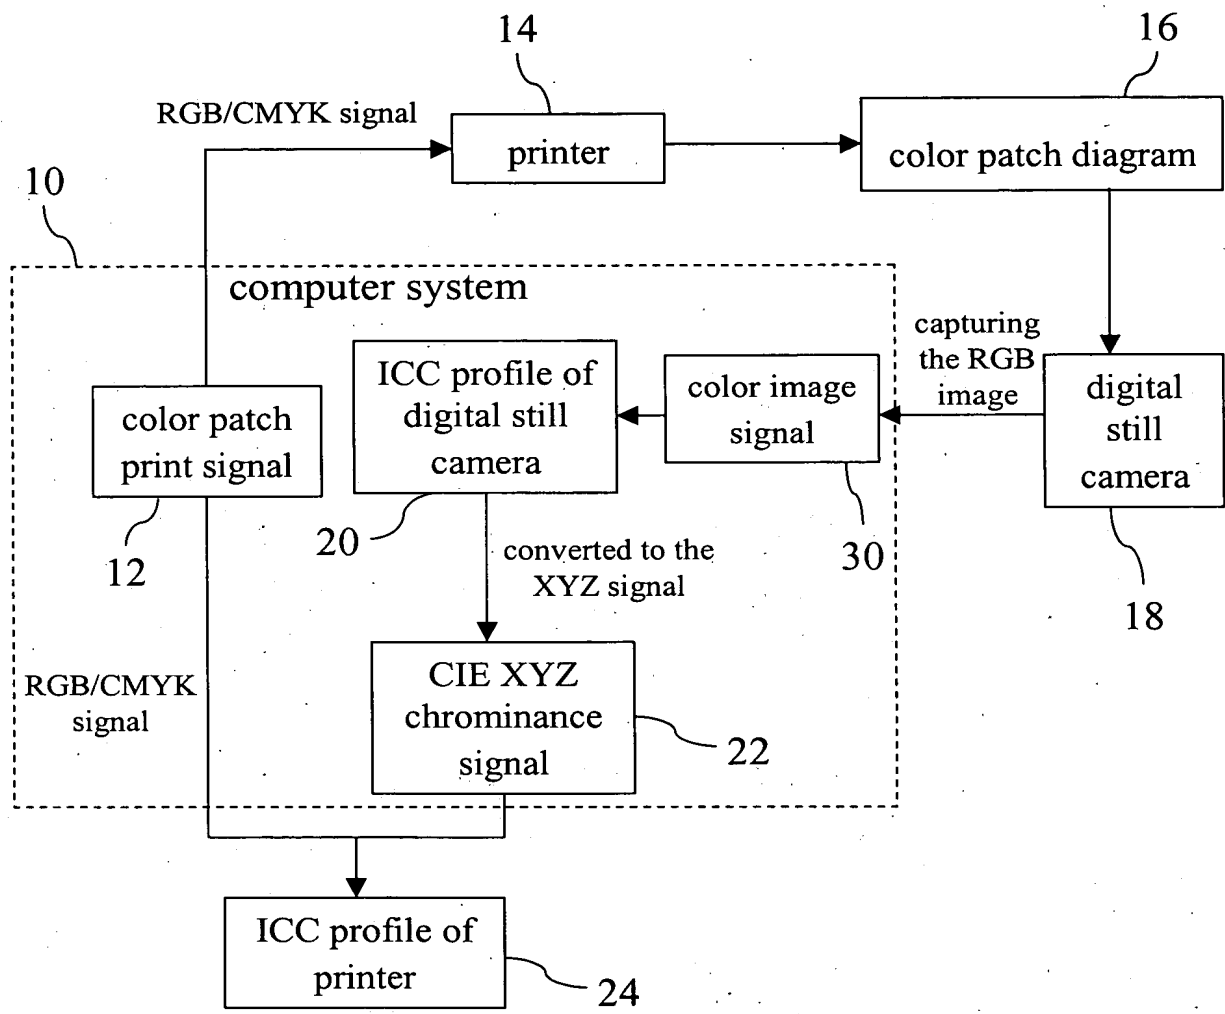 14
16
RGB/CMYK signal
printer
color patch diagram
10
computer system
capturing
the RGB
image
ICC profile of
digital still
camera
color image
signal
digital
still
camera
color patch
print signal
20
12
30
converted to the
XYZ signal
18
RGB/CMYK
signal
CIE XYZ
chrominance
signal
22
ICC profile of
printer
24